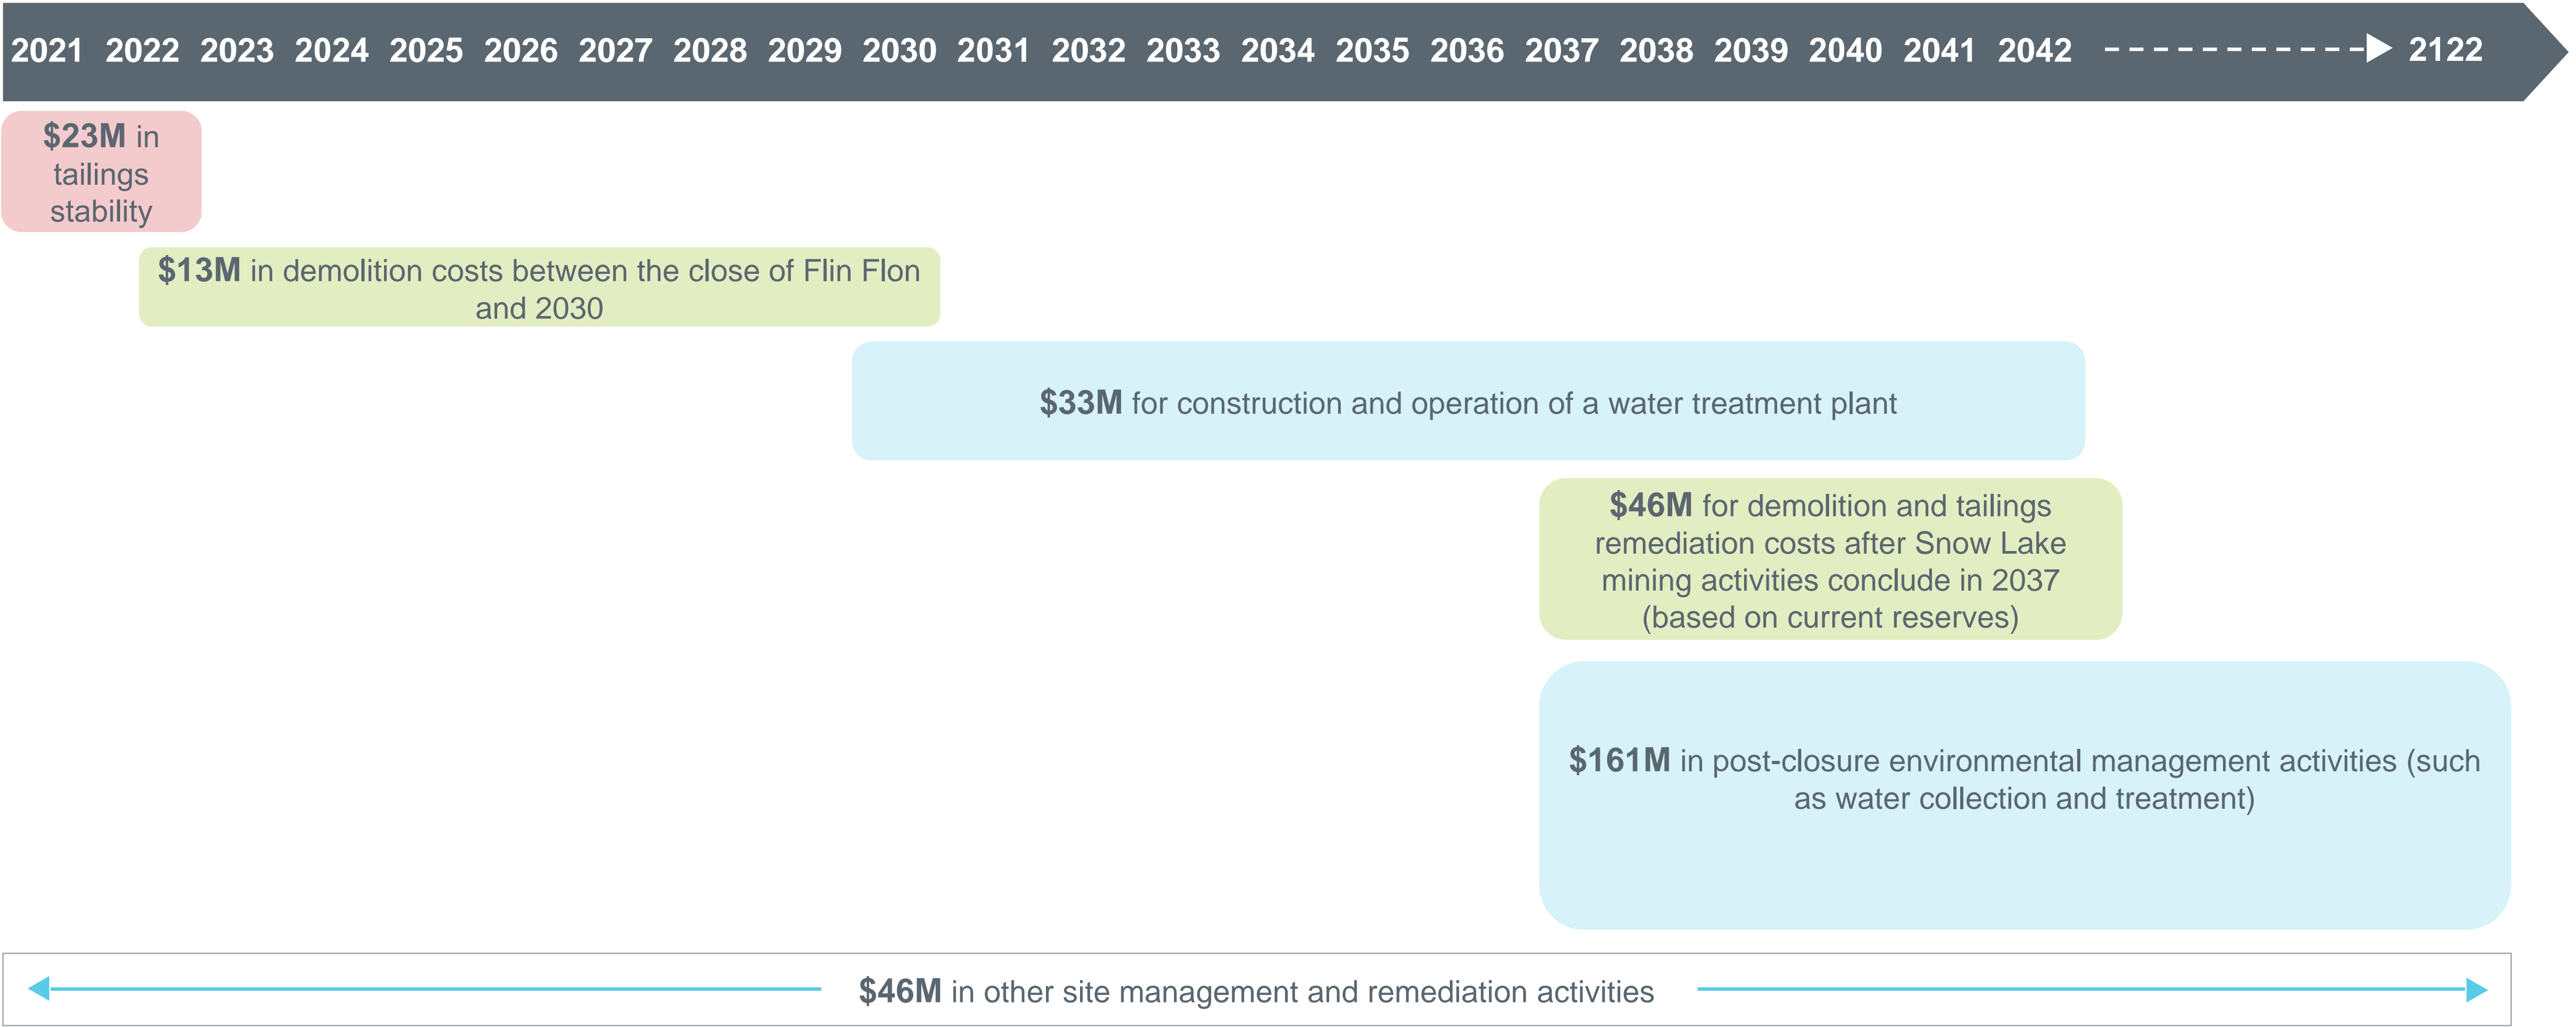 2021 2022 2023 2024 2025 2026 2027 2028 2029 2030 2031 2032 2033 2034 2035 2036 2037 2038 2039 2040 2041 2042 2122
$23M in
tailings
stability
$13M in demolition costs between the close of Flin Flon
and 2030
$33M for construction and operation of a water treatment plant
$46M for demolition and tailings
remediation costs after Snow Lake
mining activities conclude in 2037
(based on current reserves)
$161M in post-closure environmental management activities (such
as water collection and treatment)
$46M in other site management and remediation activities